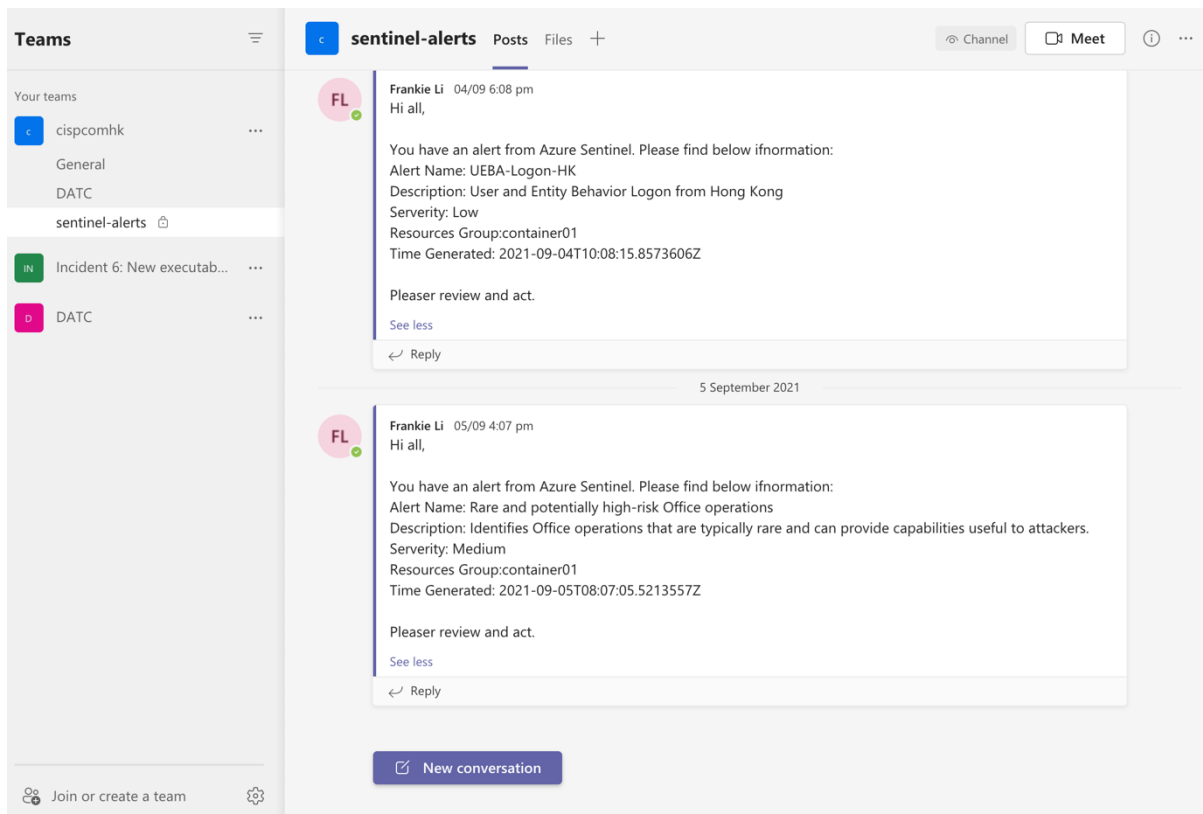 Teams
Your teams
c
cispcomhk
General
DATC
sentinel-alerts
IN
Incident 6: New executab...
D
DATC
Join or create a team
c
sentinel-alerts
Posts
Files
Channel
Meet
FL
Frankie Li 04/09 6:08 pm
Hi all,
You have an alert from Azure Sentinel. Please find below ifnormation:
Alert Name: UEBA-Logon-HK
Description: User and Entity Behavior Logon from Hong Kong
Serverity: Low
Resources Group:container01
Time Generated: 2021-09-04T10:08:15.8573606Z
Pleaser review and act.
See less
Reply
5 September 2021
FL
Frankie Li 05/09 4:07 pm
Hi all,
You have an alert from Azure Sentinel. Please find below ifnormation:
Alert Name: Rare and potentially high-risk Office operations
Description: Identifies Office operations that are typically rare and can provide capabilities useful to attackers.
Serverity: Medium
Resources Group:container01
Time Generated: 2021-09-05T08:07:05.5213557Z
Pleaser review and act.
See less
Reply
New conversation